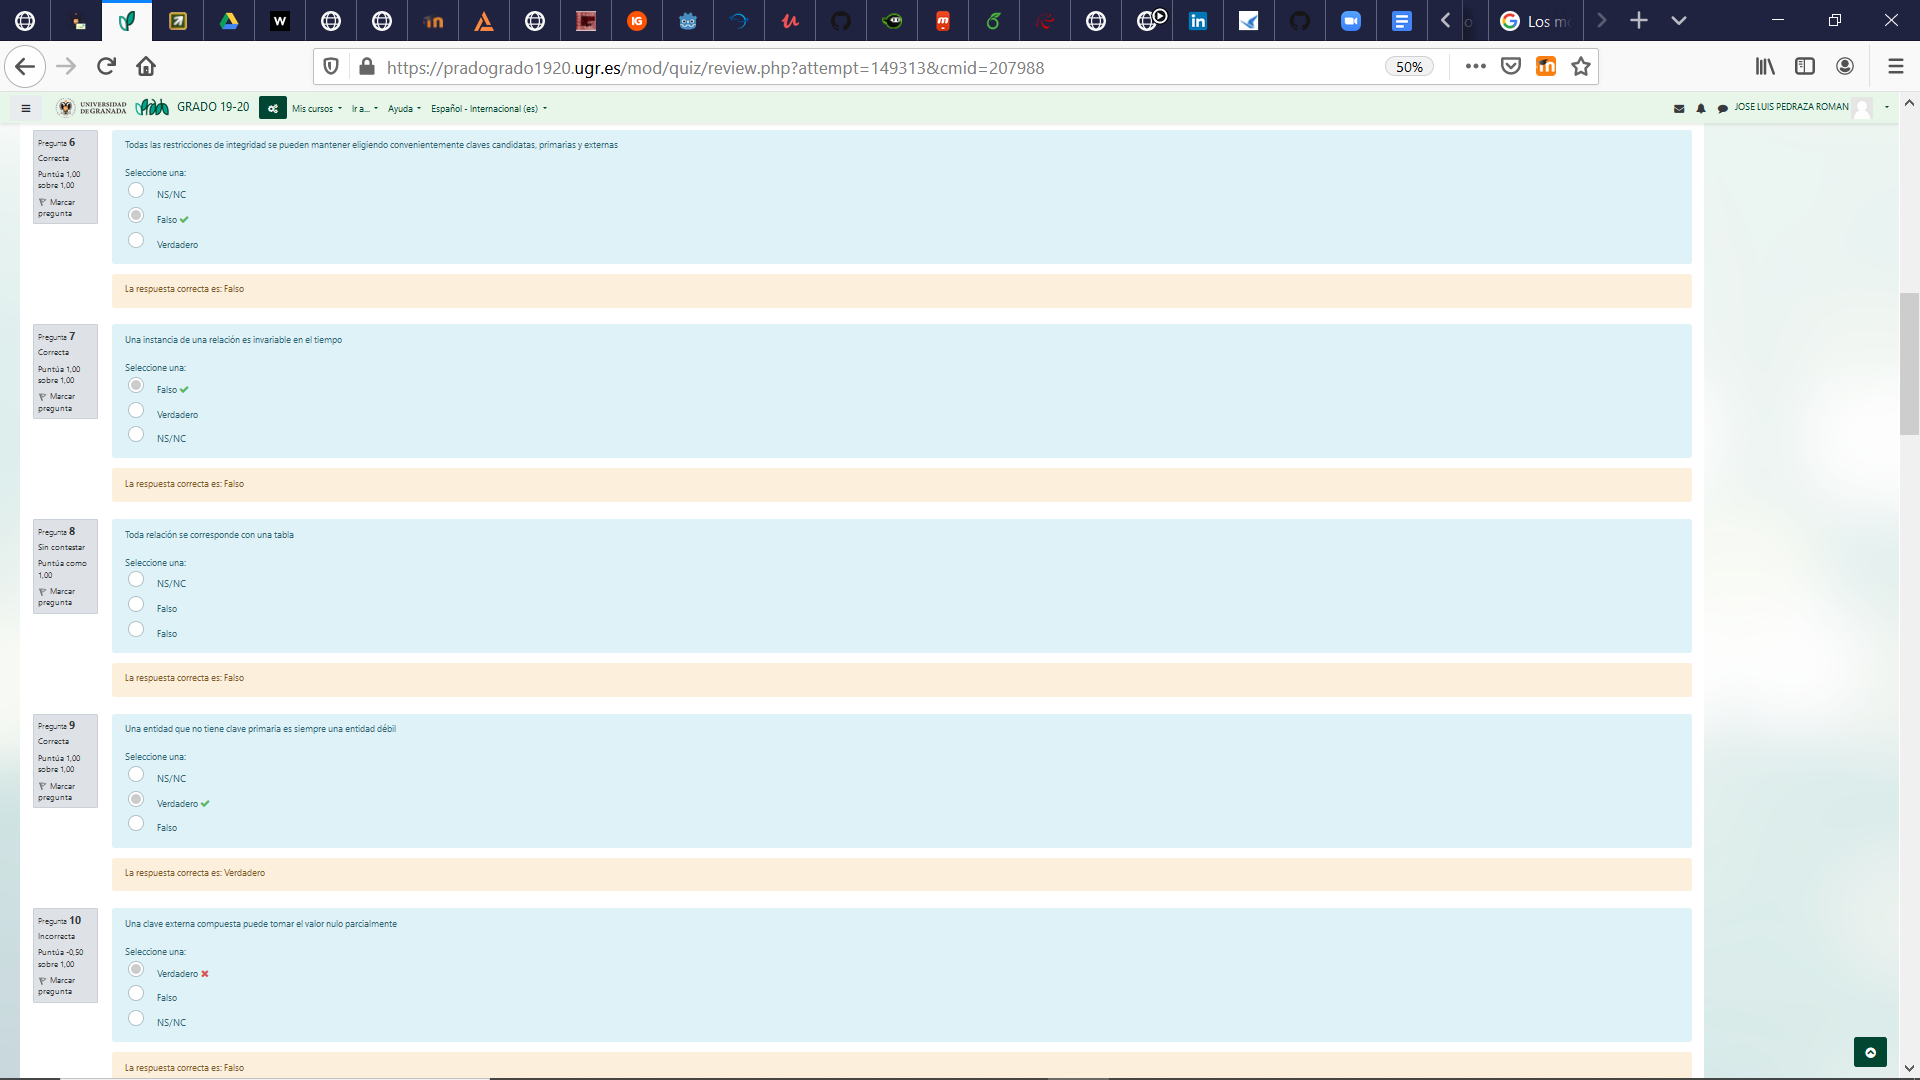 Los m
https://pradogrado1920.ugr.es/mod/quiz/review.php?attempt=149313&cmid=207988
50%
UNIVERSIDAD DE GRANADA
GRADO 19-20
Mis cursos
Ir a...
Ayuda
Español - Internacional (es)
JOSE LUIS PEDRAZA ROMAN
Pregunta 6
Correcta
Puntúa 1,00
sobre 1,00
Marcar
pregunta
Todas las restricciones de integridad se pueden mantener eligiendo convenientemente claves candidatas, primarias y externas
Seleccione una:
NS/NC
Falso
Verdadero
La respuesta correcta es: Falso
Pregunta 7
Correcta
Puntúa 1,00
sobre 1,00
Marcar
pregunta
Una instancia de una relación es invariable en el tiempo
Seleccione una:
Falso
Verdadero
NS/NC
La respuesta correcta es: Falso
Pregunta 8
Sin contestar
Puntúa como
1,00
Marcar
pregunta
Toda relación se corresponde con una tabla
Seleccione una:
NS/NC
Falso
Falso
La respuesta correcta es: Falso
Pregunta 9
Correcta
Puntúa 1,00
sobre 1,00
Marcar
pregunta
Una entidad que no tiene clave primaria es siempre una entidad débil
Seleccione una:
NS/NC
Verdadero
Falso
La respuesta correcta es: Verdadero
Pregunta 10
Incorrecta
Puntúa -0,50
sobre 1,00
Marcar
pregunta
Una clave externa compuesta puede tomar el valor nulo parcialmente
Seleccione una:
Verdadero
Falso
NS/NC
La respuesta correcta es: Falso